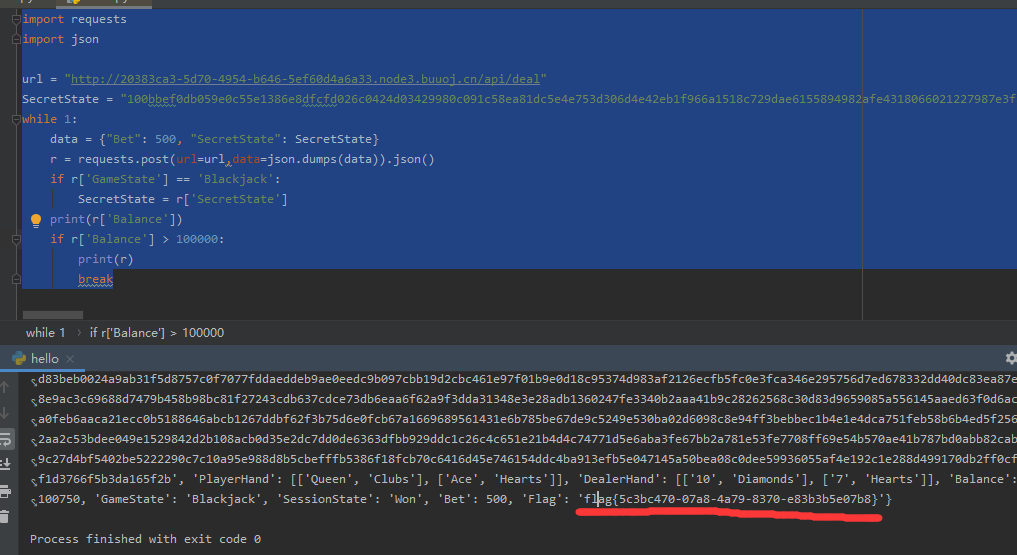 import requests
import json
url = "http://20383ca3-5d70-4954-b646-5ef60d4a6a33.node3.buuoj.cn/api/deal"
SecretState = "100bbef0db059e0c55e1386e8dfcfd026c0424d03429980c091c58ea81dc5e4e753d306d4e42eb1f966a1518c729dae6155894982afe4318066021227987e3f
while 1:
data = {"Bet": 500, "SecretState": SecretState}
r = requests.post(url=url,data=json.dumps(data)).json()
if r['GameState'] == 'Blackjack':
SecretState = r['SecretState']
print(r['Balance'])
if r['Balance'] > 100000:
print(r)
break
while 1 › if r['Balance'] > 100000
hello ×
d83beb0024a9ab31f5d8757c0f7077fddaeddeb9ae0eedc9b097cbb19d2cbc461e97f01b9e0d18c95374d983af2126ecfb5fc0e3fca346e295756d7ed678332dd40dc83ea87e
8e9ac3c69688d7479b458b98bc81f27243cdb637cdce73db6eaa6f62a9f3dda31348e3e28adb1360247fe3340b2aaa41b9c28262568c30d83d9659085a556145aaed63f0d6ac
a0feb6aaca21ecc0b5188646abcb1267ddbf62f3b75d6e0fcb67a1669689561431e6b785be67de9c5249e530ba02d6098c8e94ff3bebbec1b4e1e4dca751feb58b6b4ed5f256
2aa2c53bdee049e1529842d2b108acb0d35e2dc7dd0de6363dfbb929ddc1c26c4c651e21b4d4c74771d5e6aba3fe67bb2a781e53fe7708ff69e54b570ae41b787bd0abb82cab
9c27d4bf5402be5222290c7c10a95e988d8b5cbefffb5386f18fcb70c6416d45e746154ddc4ba913efb5e047145a50bea08c0dee59936055af4e192c1e288d499170db2ff0cf
f1d3766f5b3da165f2b', 'PlayerHand': [['Queen', 'Clubs'], ['Ace', 'Hearts']], 'DealerHand': [['10', 'Diamonds'], ['7', 'Hearts']], 'Balance':
100750, 'GameState': 'Blackjack', 'SessionState': 'Won', 'Bet': 500, 'Flag': 'flag{5c3bc470-07a8-4a79-8370-e83b3b5e07b8}'}
Process finished with exit code 0